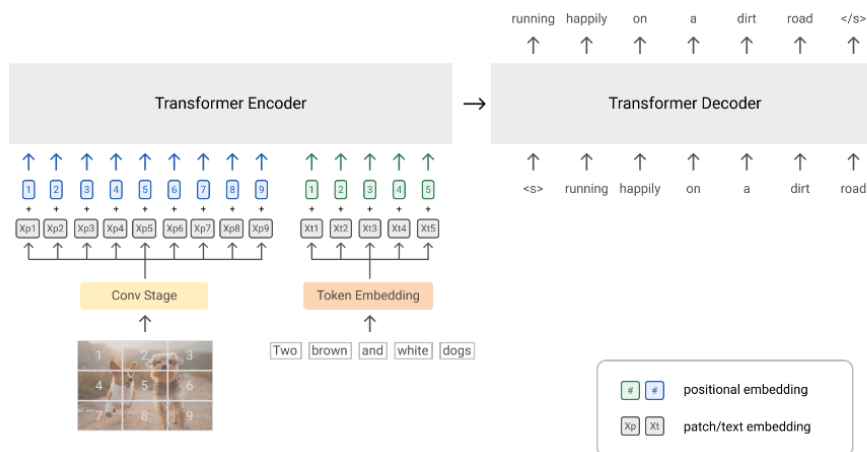 running happily on a dirt road </s>
Transformer Encoder Transformer Decoder
1 2 3 4 5 6 7 8 9 1 2 3 4 5
+ + + + + + + + + + + + + +
<s> running happily on a dirt road
Xp1 Xp2 Xp3 Xp4 Xp5 Xp6 Xp7 Xp8 Xp9 Xt1 Xt2 Xt3 Xt4 Xt5
Conv Stage Token Embedding
Two brown and white dogs
1 2 3
4 5 6
7 8 9
# # positional embedding
Xp Xt patch/text embedding